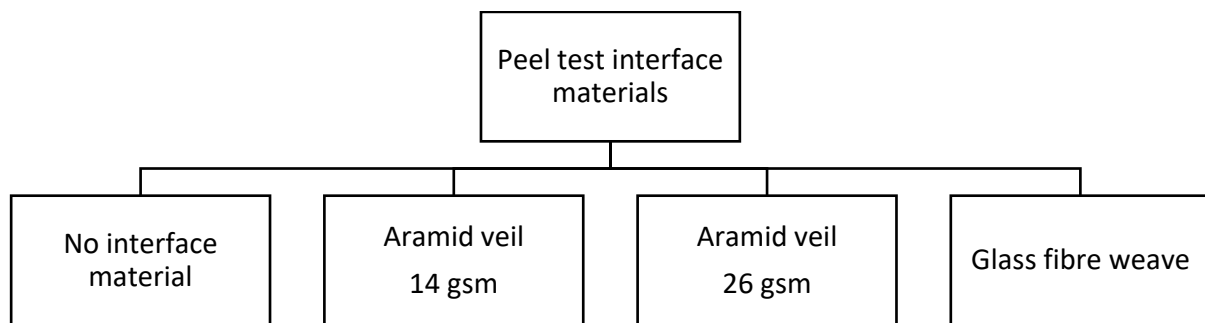 Peel test interface
materials
No interface
material
Aramid veil
14 gsm
Aramid veil
26 gsm
Glass fibre weave